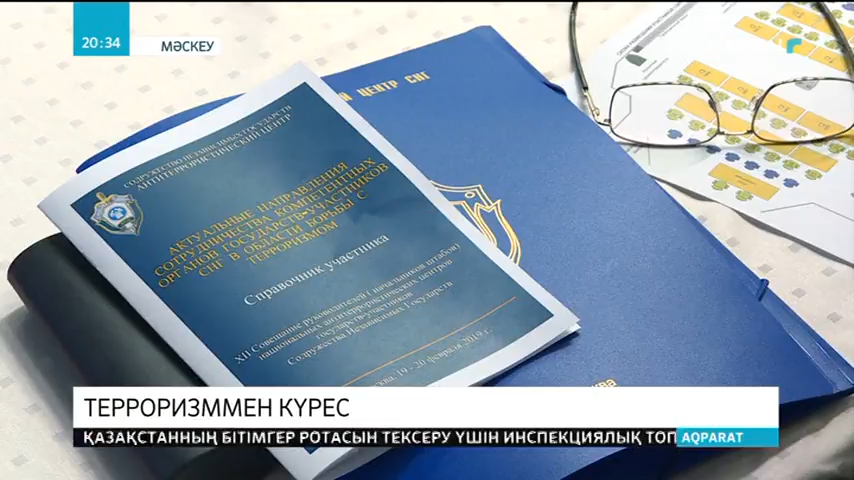 20:34
МӘСКЕУ
Й ЦЕНТР СНГ
СОДРУЖЕСТВО НЕЗАВИСИМЫХ ГОСУДАРСТВ
АНТИТЕРРОРИСТИЧЕСКИЙ ЦЕНТР
АКТУАЛЬНЫЕ НАПРАВЛЕНИЯ
СОТРУДНИЧЕСТВА КОМПЕТЕНТНЫХ
ОРГАНОВ ГОСУДАРСТВ-УЧАСТНИКОВ
СНГ В ОБЛАСТИ БОРЬБЫ С
ТЕРРОРИЗМОМ
Справочник участника
XII Совещание руководителей (начальников штабов)
национальных антитеррористических центров
государств-участников
Содружества Независимых Государств
19 - 20 февраля 2019 г.
ТЕРРОРИЗММЕН КҮРЕС
ҚАЗАҚСТАННЫҢ БІТІМГЕР РОТАСЫН ТЕКСЕРУ ҮШІН ИНСПЕКЦИЯЛЫҚ ТОП
AQPARAT